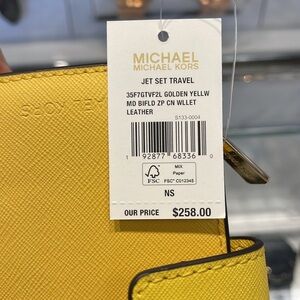 MICHAEL
MICHAEL KORS
JET SET TRAVEL
35F7GTVF2L GOLDEN YELLW
MD BIFLD ZP CN WLLET
LEATHER
S133-0004
1 92877 68336 0
FSC
MIX
Paper
FSC® C012345
NS
OUR PRICE $258.00